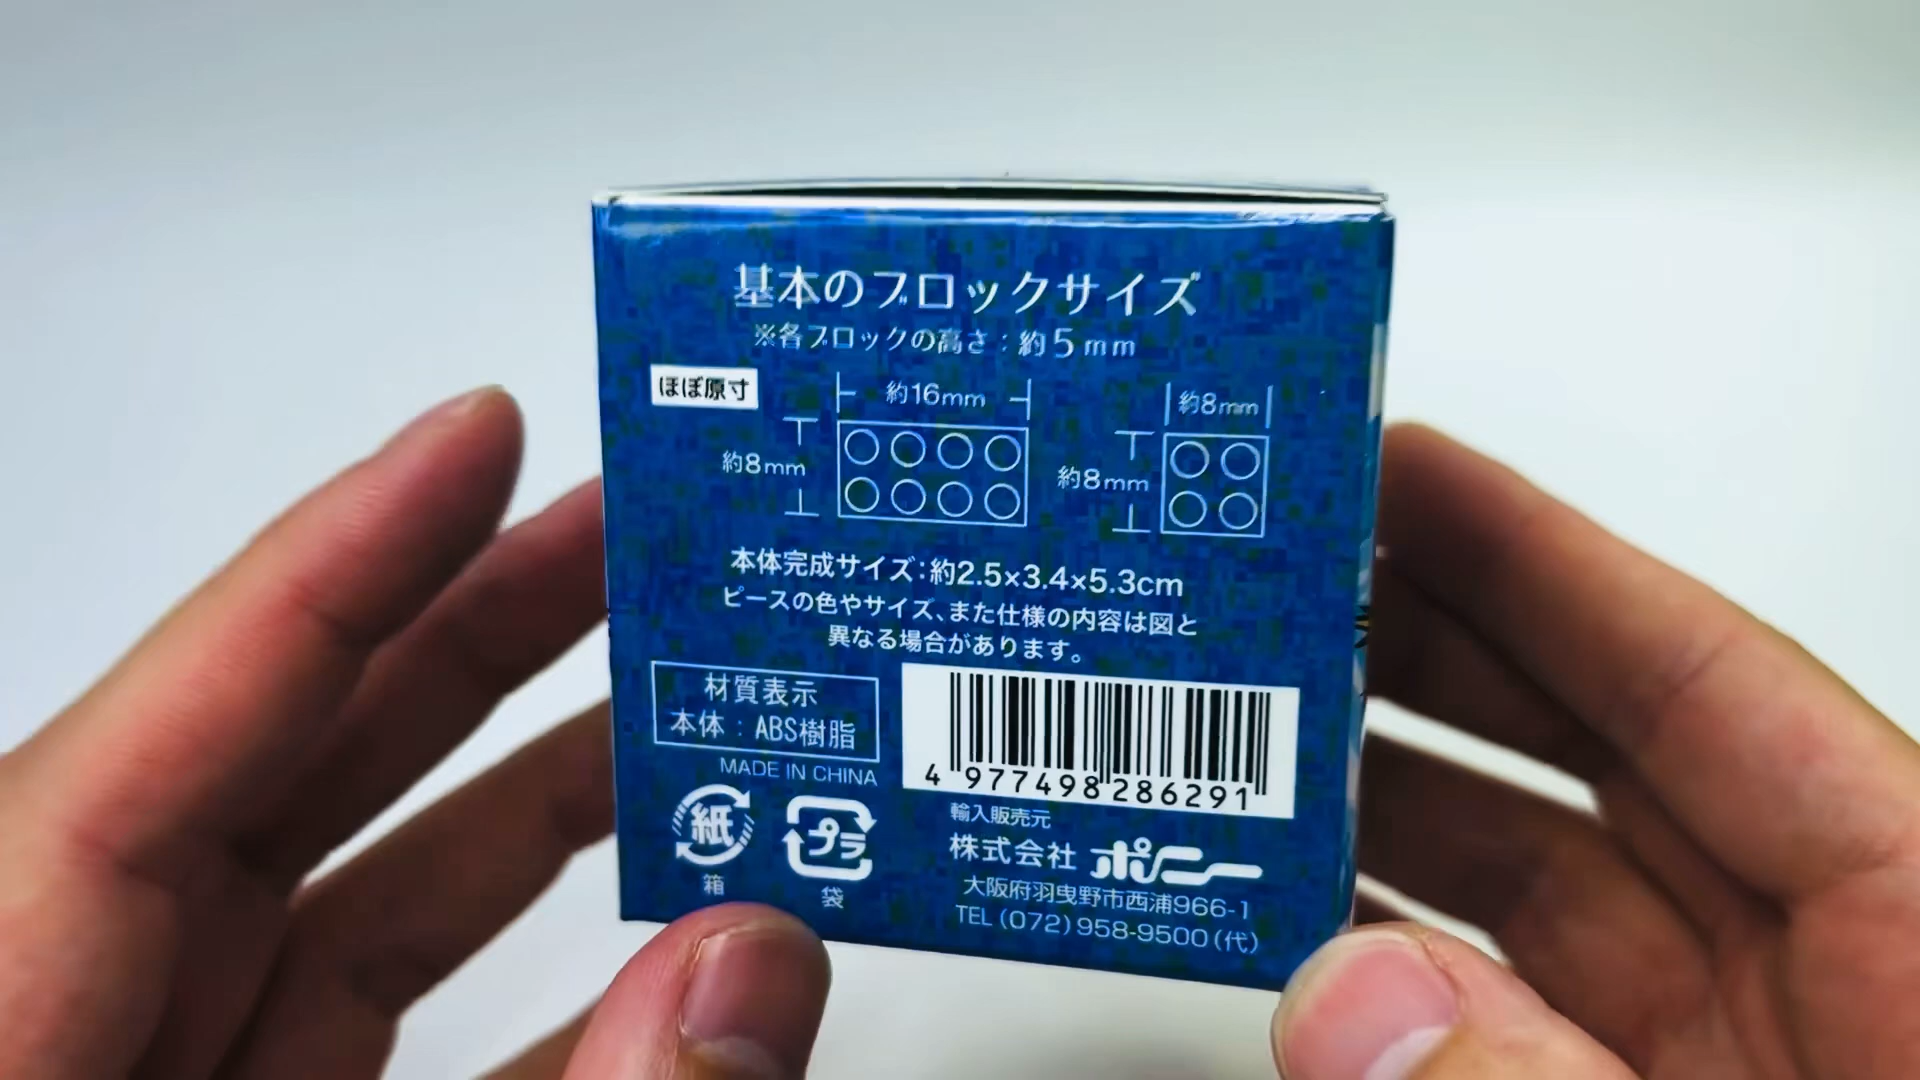 基本のブロックサイズ
※各ブロックの高さ：約5mm
ほぼ原寸
約16mm
約8mm
約8mm
約8mm
本体完成サイズ：約2.5×3.4×5.3cm
ピースの色やサイズ、また仕様の内容は図と
異なる場合があります。
材質表示
本体：ABS樹脂
MADE IN CHINA
4 977498 286291
紙
箱
プラ
袋
輸入販売元
株式会社 ポニー
大阪府羽曳野市西浦966-1
TEL(072)958-9500(代)